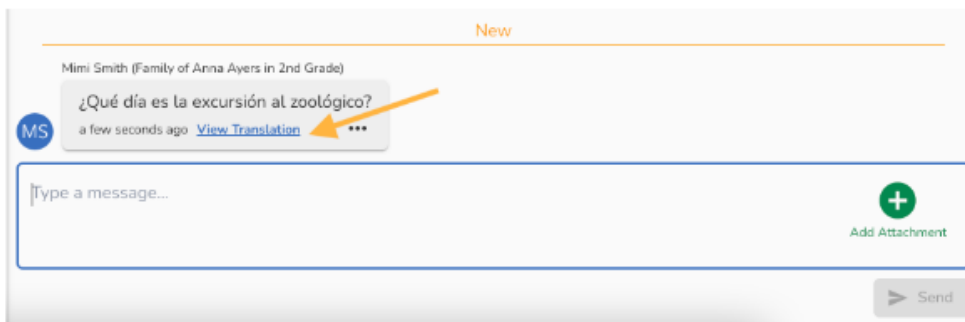 New
Mimi Smith (Family of Anna Ayers in 2nd Grade)
¿Qué día es la excursión al zoológico?
MS
a few seconds ago View Translation •••
Type a message...
Add Attachment
Send